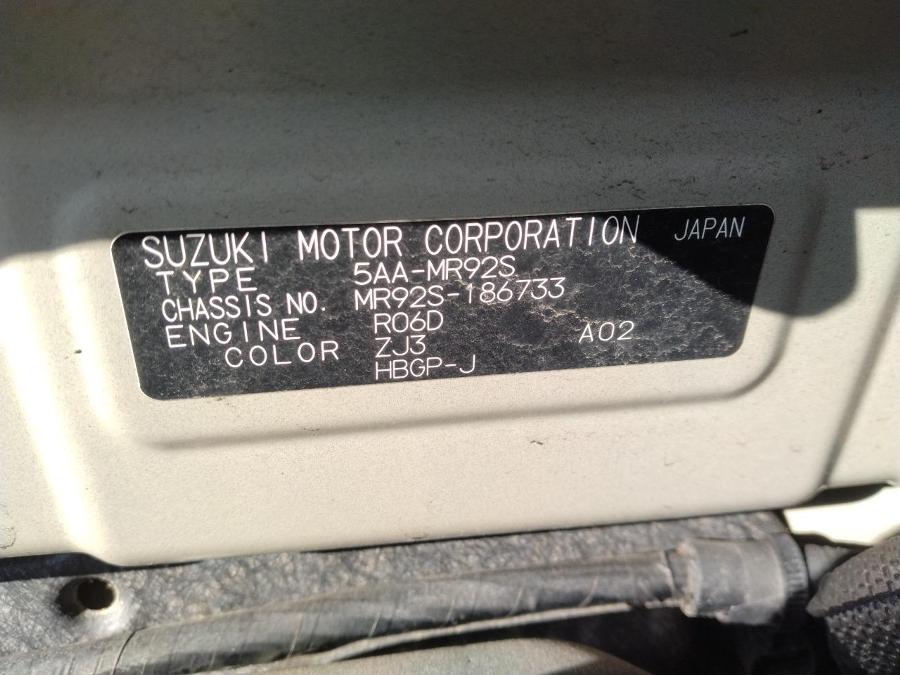 SUZUKI MOTOR CORPORATION JAPAN
TYPE 5AA-MR92S
CHASSIS NO. MR92S-186733
ENGINE R06D A02
COLOR ZJ3
HBGP-J